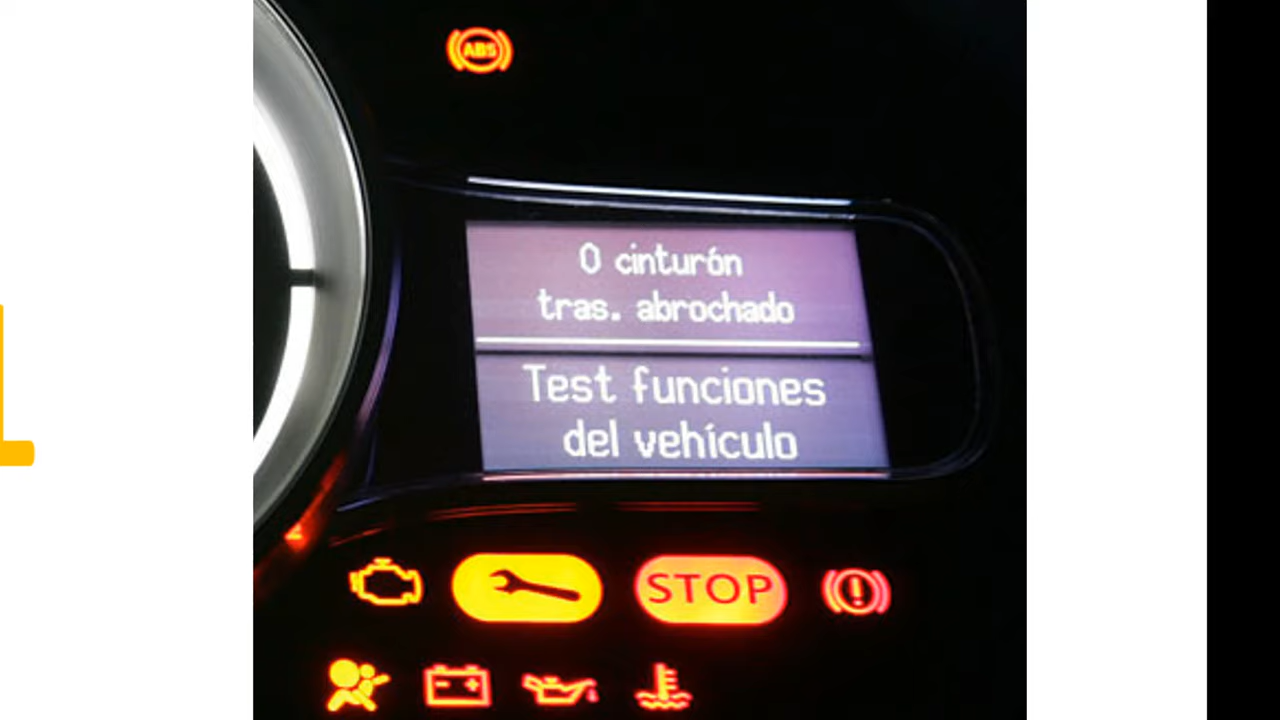 ABS
0 cinturón
tras. abrochado
Test funciones
del vehículo
STOP